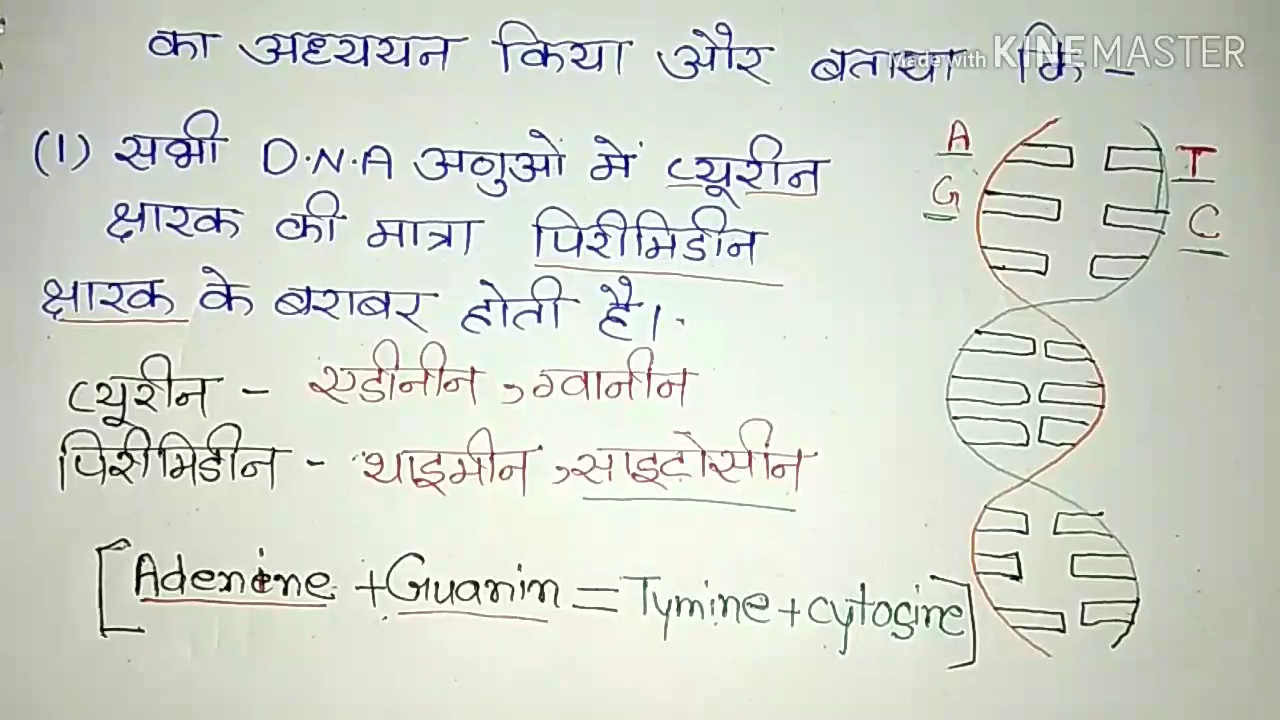 का अध्ययन किया और बताया कि -
Made with KINEMASTER
(1) सभी D.N.A अणुओं में प्यूरीन
क्षारक की मात्रा पिरीमिडीन
क्षारक के बराबर होती है।
प्यूरीन - एडीनीन, ग्वानीन
पिरीमिडीन - थाइमीन, साइटोसीन
[Adenine + Guanin = Tymine + cytosine]
A T
G C